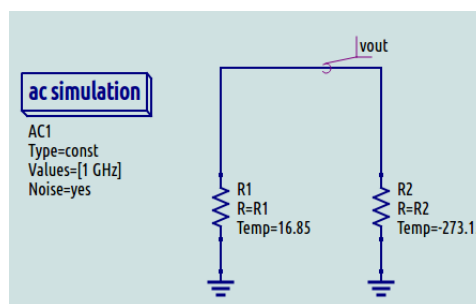 vout
ac simulation
AC1
Type=const
Values=[1 GHz]
Noise=yes
R1
R=R1
Temp=16.85
R2
R=R2
Temp=-273.1